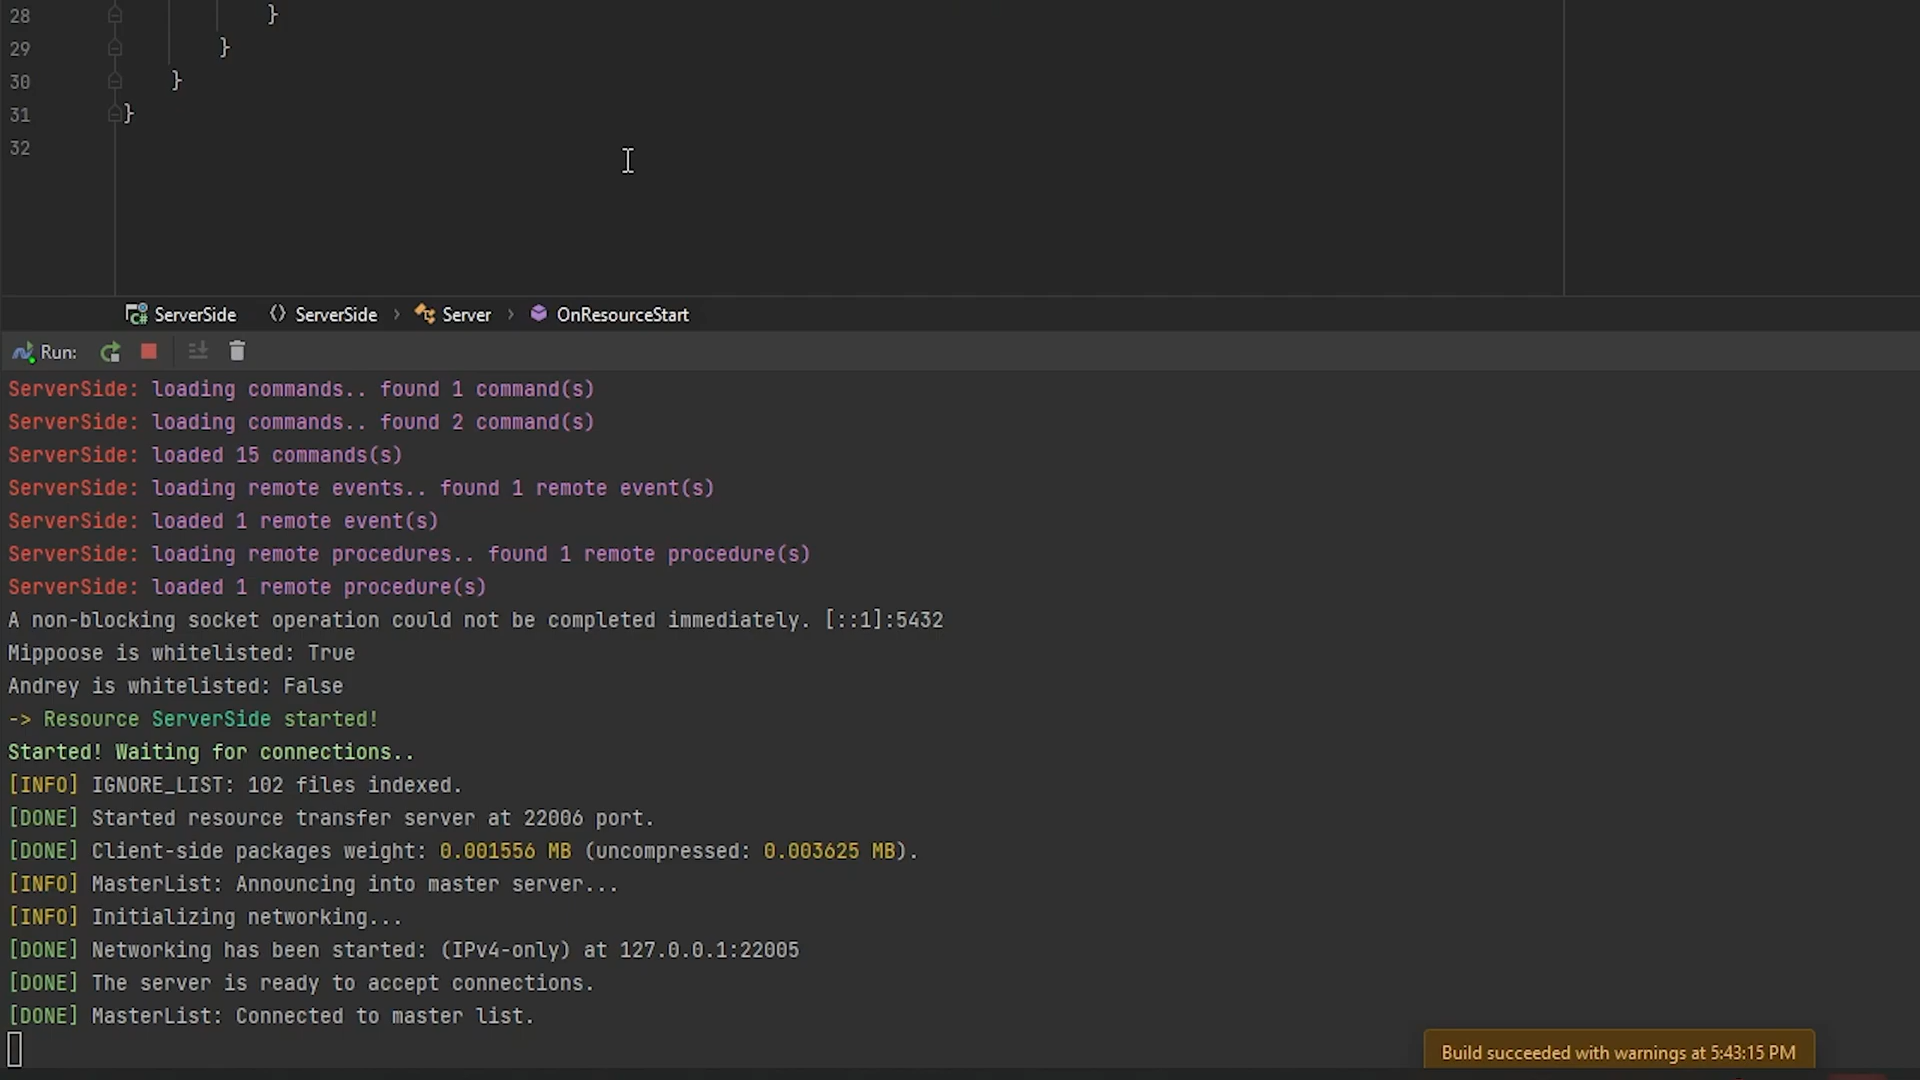 28 }
29 }
30 }
31 }
32
ServerSide ServerSide › Server › OnResourceStart
Run:
ServerSide: loading commands.. found 1 command(s)
ServerSide: loading commands.. found 2 command(s)
ServerSide: loaded 15 commands(s)
ServerSide: loading remote events.. found 1 remote event(s)
ServerSide: loaded 1 remote event(s)
ServerSide: loading remote procedures.. found 1 remote procedure(s)
ServerSide: loaded 1 remote procedure(s)
A non-blocking socket operation could not be completed immediately. [::1]:5432
Mippoose is whitelisted: True
Andrey is whitelisted: False
-> Resource ServerSide started!
Started! Waiting for connections..
[INFO] IGNORE_LIST: 102 files indexed.
[DONE] Started resource transfer server at 22006 port.
[DONE] Client-side packages weight: 0.001556 MB (uncompressed: 0.003625 MB).
[INFO] MasterList: Announcing into master server...
[INFO] Initializing networking...
[DONE] Networking has been started: (IPv4-only) at 127.0.0.1:22005
[DONE] The server is ready to accept connections.
[DONE] MasterList: Connected to master list.
Build succeeded with warnings at 5:43:15 PM